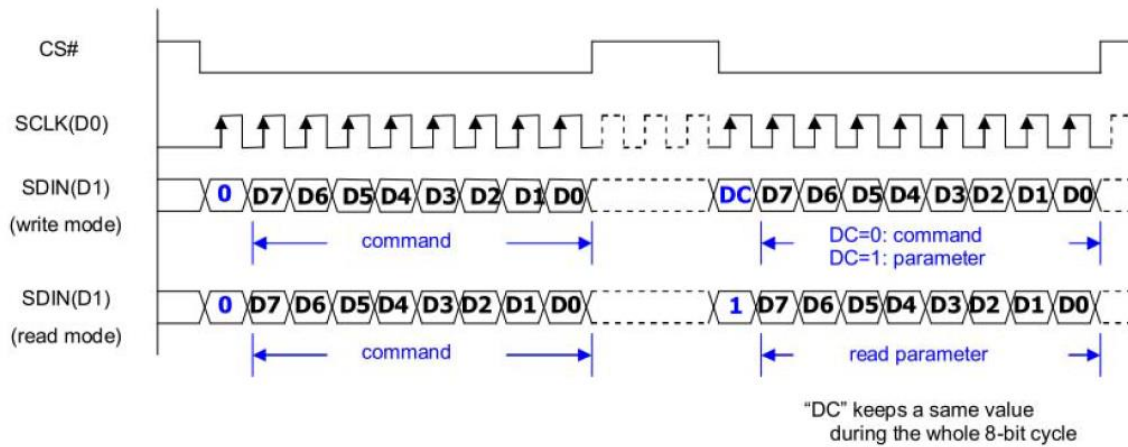 CS#
SCLK(D0)
SDIN(D1)
(write mode)
0 D7 D6 D5 D4 D3 D2 D1 D0 DC D7 D6 D5 D4 D3 D2 D1 D0
command
DC=0: command
DC=1: parameter
SDIN(D1)
(read mode)
0 D7 D6 D5 D4 D3 D2 D1 D0 1 D7 D6 D5 D4 D3 D2 D1 D0
command
read parameter
“DC” keeps a same value
during the whole 8-bit cycle